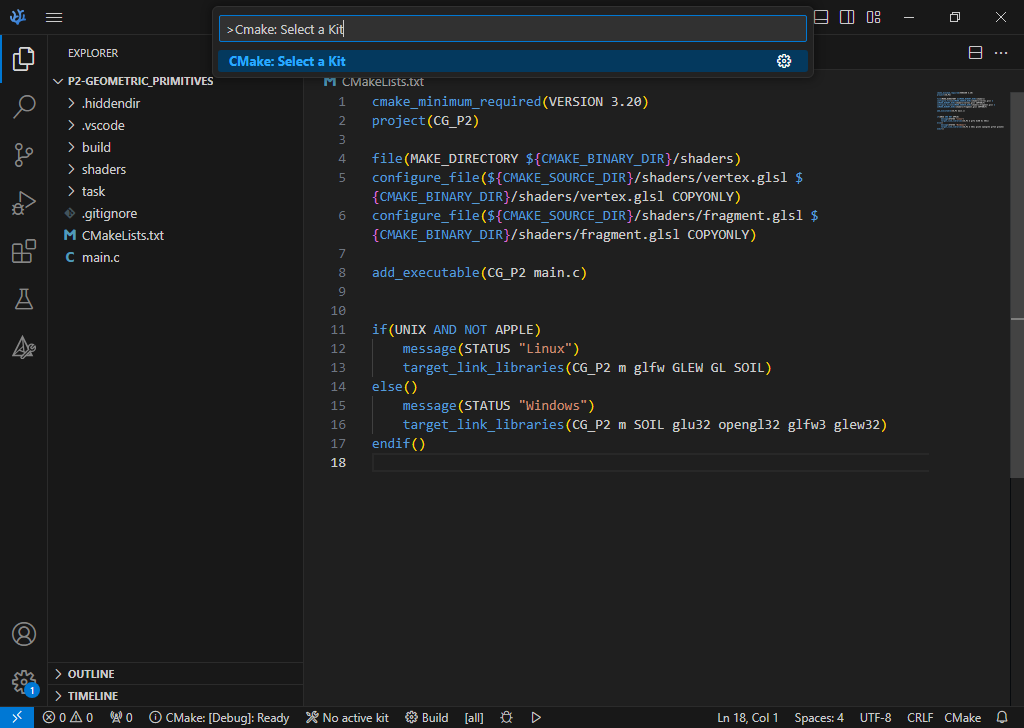 >Cmake: Select a Kit
CMake: Select a Kit
EXPLORER
P2-GEOMETRIC_PRIMITIVES
.hiddendir
.vscode
build
shaders
task
.gitignore
M CMakeLists.txt
C main.c
OUTLINE
TIMELINE
M CMakeLists.txt
1 cmake_minimum_required(VERSION 3.20)
2 project(CG_P2)
3
4 file(MAKE_DIRECTORY ${CMAKE_BINARY_DIR}/shaders)
5 configure_file(${CMAKE_SOURCE_DIR}/shaders/vertex.glsl $
{CMAKE_BINARY_DIR}/shaders/vertex.glsl COPYONLY)
6 configure_file(${CMAKE_SOURCE_DIR}/shaders/fragment.glsl $
{CMAKE_BINARY_DIR}/shaders/fragment.glsl COPYONLY)
7
8 add_executable(CG_P2 main.c)
9
10
11 if(UNIX AND NOT APPLE)
12 message(STATUS "Linux")
13 target_link_libraries(CG_P2 m glfw GLEW GL SOIL)
14 else()
15 message(STATUS "Windows")
16 target_link_libraries(CG_P2 m SOIL glu32 opengl32 glfw3 glew32)
17 endif()
18
1
0 0 0 CMake: [Debug]: Ready No active kit Build [all] Ln 18, Col 1 Spaces: 4 UTF-8 CRLF CMake